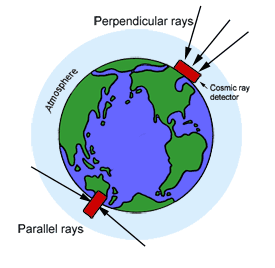 Perpendicular rays
Atmosphere
Cosmic ray
detector
Parallel rays